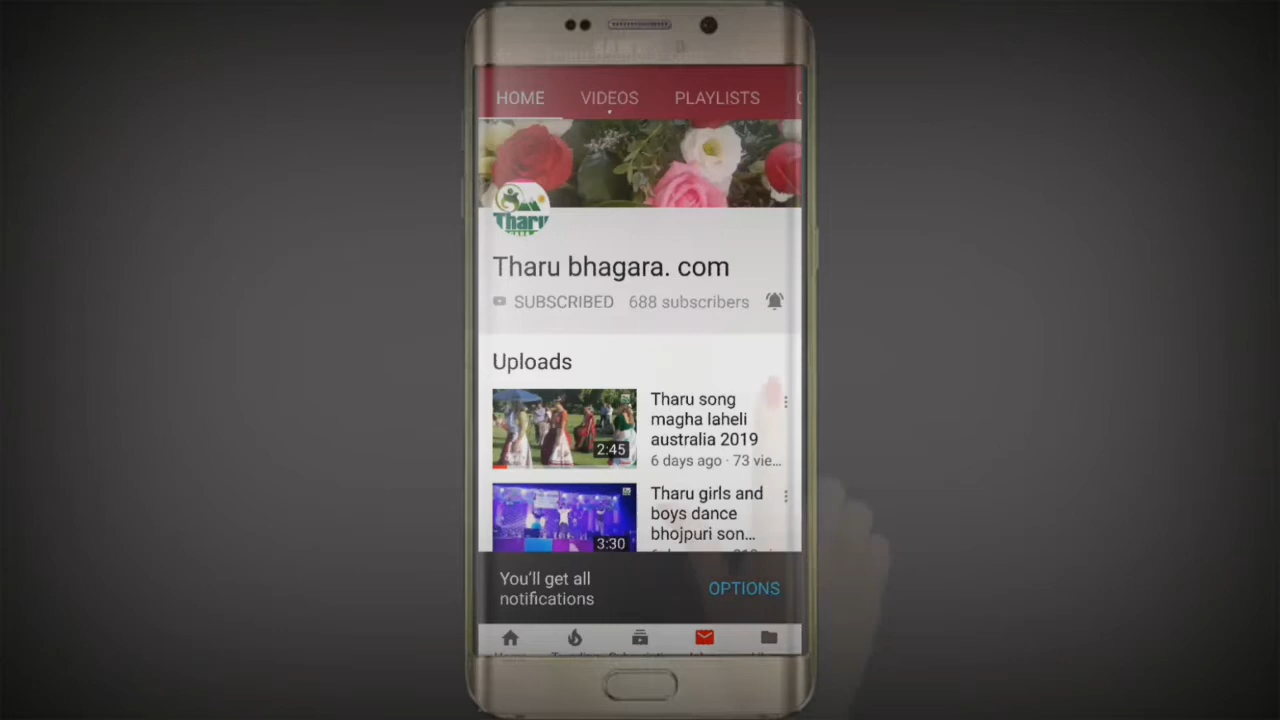 HOME VIDEOS PLAYLISTS
Tharu
Tharu bhagara. com
SUBSCRIBED 688 subscribers
Uploads
2:45
Tharu song
magha laheli
australia 2019
6 days ago · 73 vie...
3:30
Tharu girls and
boys dance
bhojpuri son...
You'll get all
notifications
OPTIONS